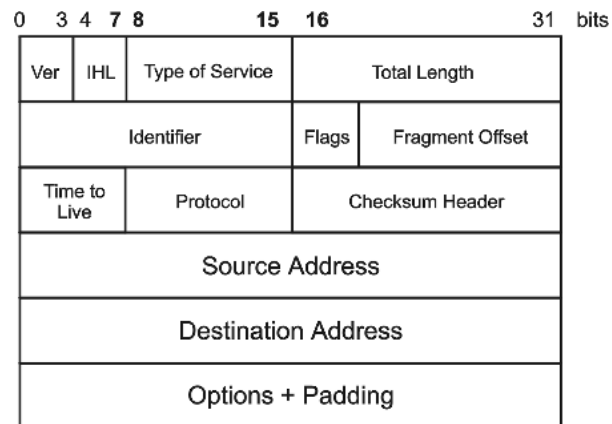 0 3 4 7 8 15 16 31 bits
Ver IHL Type of Service Total Length
Identifier Flags Fragment Offset
Time to
Live
Protocol Checksum Header
Source Address
Destination Address
Options + Padding